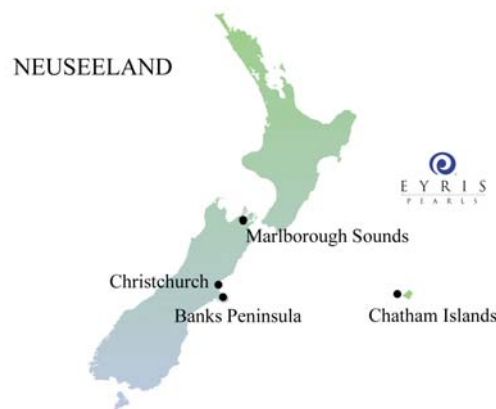 NEUSEELAND
EYRIS
PEARLS
Marlborough Sounds
Christchurch
Banks Peninsula
Chatham Islands